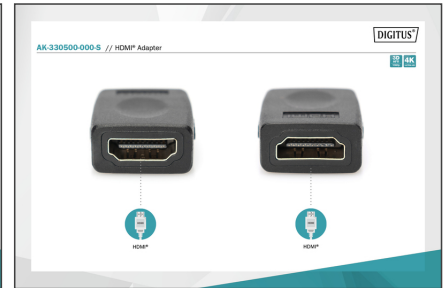 DIGITUS®
AK-330500-000-S // HDMI® Adapter
3D
4K
HDMI®
HDMI®